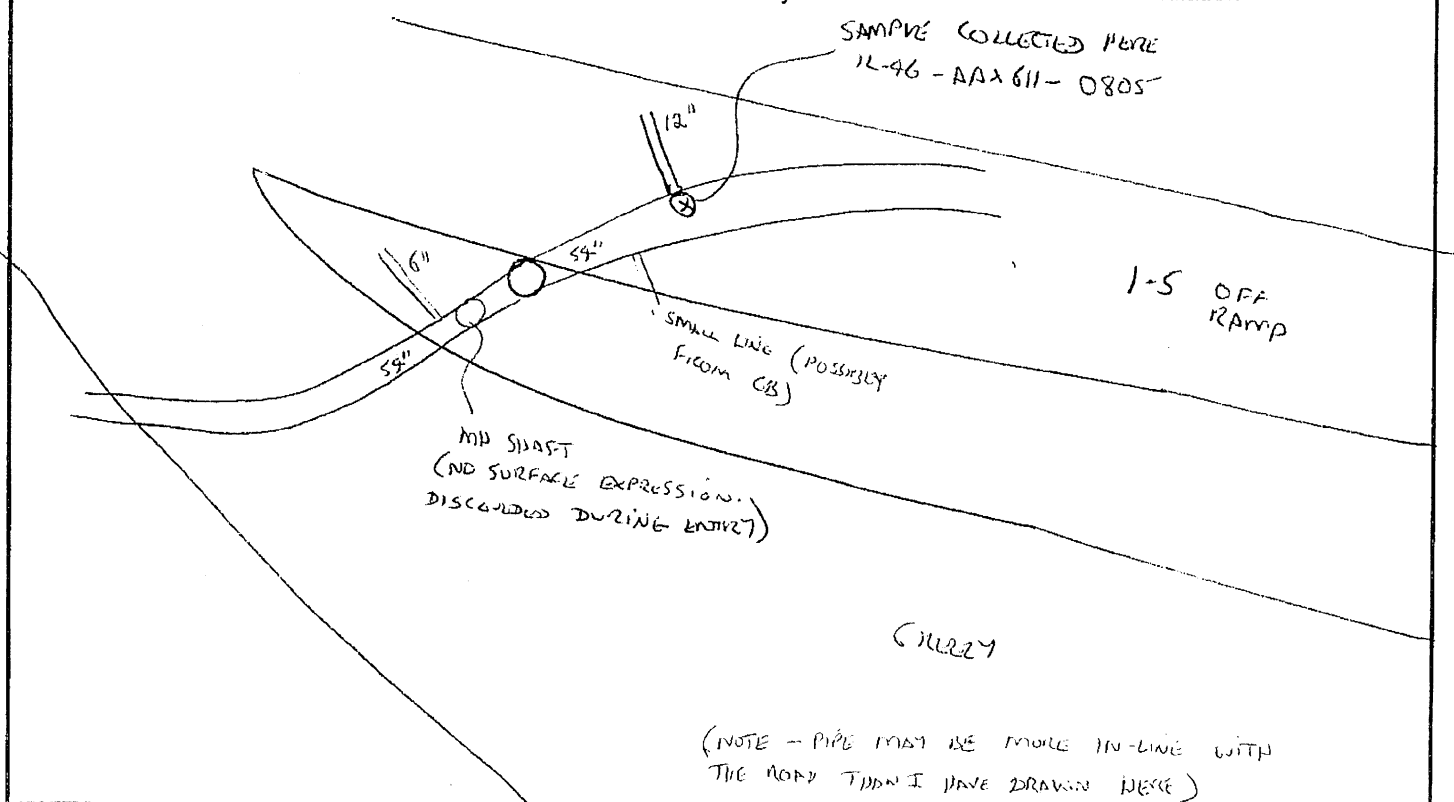 SAMPLE COLLECTED HERE
IL-46-AAX611-0805
12"
6"
54"
54"
I-5 OFF
RAMP
SMALL LINE (POSSIBLY
FROM CB)
MH SHAFT
(NO SURFACE EXPRESSION.
DISCOVERED DURING ENTRY)
(NOTE - PIPE MAY BE MORE IN-LINE WITH
THE ROAD THAN I HAVE DRAWN HERE)